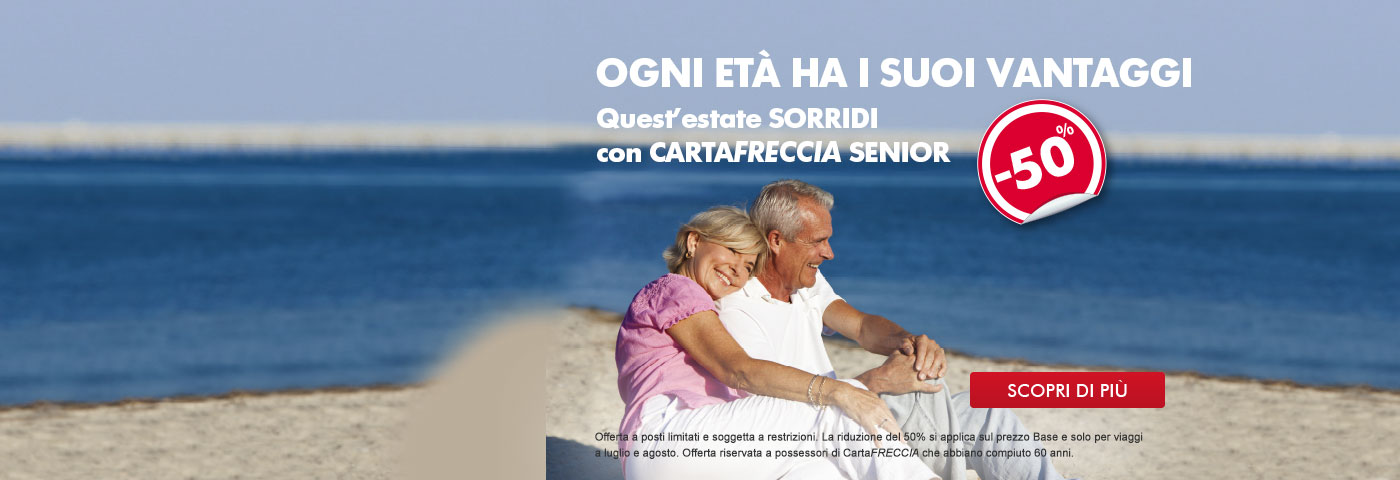 OGNI ETÀ HA I SUOI VANTAGGI
Quest'estate SORRIDI
con CARTAFRECCIA SENIOR
-50%
SCOPRI DI PIÙ
Offerta a posti limitati e soggetta a restrizioni. La riduzione del 50% si applica sul prezzo Base e solo per viaggi
a luglio e agosto. Offerta riservata a possessori di CartaFRECCIA che abbiano compiuto 60 anni.